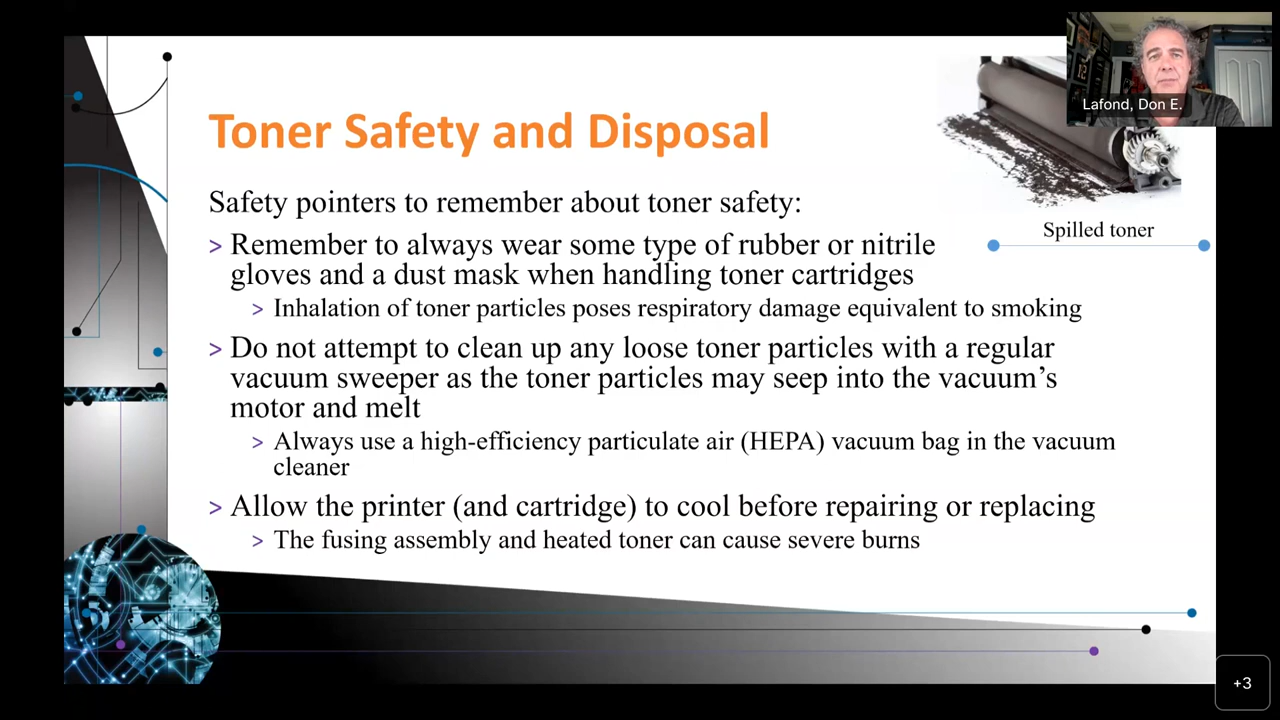 Lafond, Don E.
Toner Safety and Disposal
Spilled toner
Safety pointers to remember about toner safety:
> Remember to always wear some type of rubber or nitrile
gloves and a dust mask when handling toner cartridges
> Inhalation of toner particles poses respiratory damage equivalent to smoking
> Do not attempt to clean up any loose toner particles with a regular
vacuum sweeper as the toner particles may seep into the vacuum’s
motor and melt
> Always use a high-efficiency particulate air (HEPA) vacuum bag in the vacuum
cleaner
> Allow the printer (and cartridge) to cool before repairing or replacing
> The fusing assembly and heated toner can cause severe burns
+3